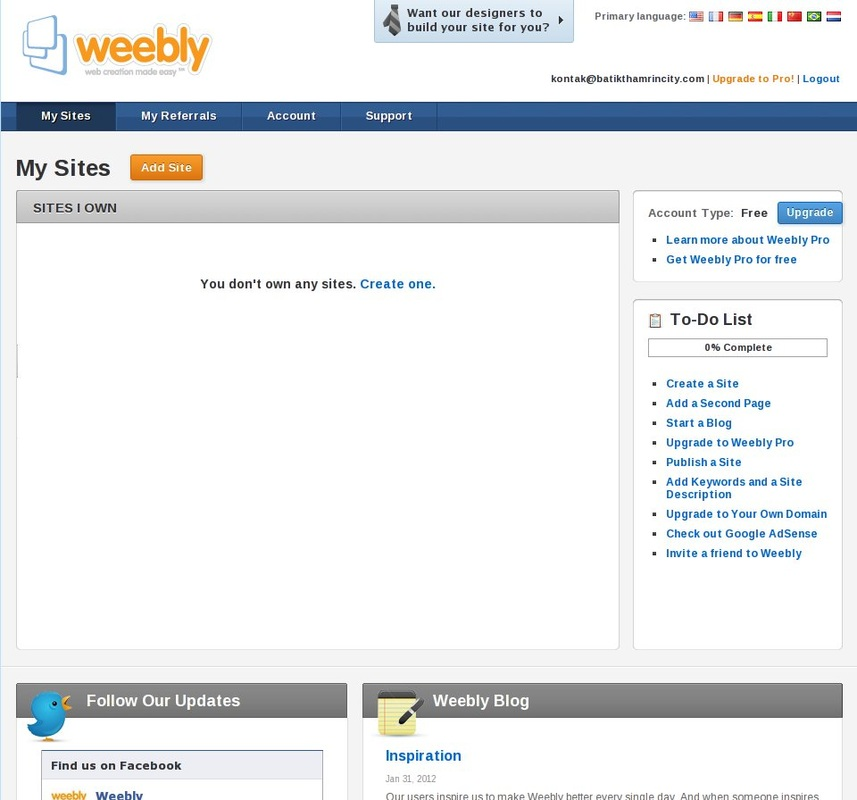 Want our designers to
build your site for you?
Primary language:
weebly
web creation made easy™
kontak@batikthamrincity.com | Upgrade to Pro! | Logout
My Sites My Referrals Account Support
My Sites Add Site
SITES I OWN
You don't own any sites. Create one.
Account Type: Free Upgrade
Learn more about Weebly Pro
Get Weebly Pro for free
To-Do List
0% Complete
Create a Site
Add a Second Page
Start a Blog
Upgrade to Weebly Pro
Publish a Site
Add Keywords and a Site
Description
Upgrade to Your Own Domain
Check out Google AdSense
Invite a friend to Weebly
Follow Our Updates
Find us on Facebook
weebly Weebly
Weebly Blog
Inspiration
Jan 31, 2012
Our users inspire us to make Weebly better every single day. And when someone inspires